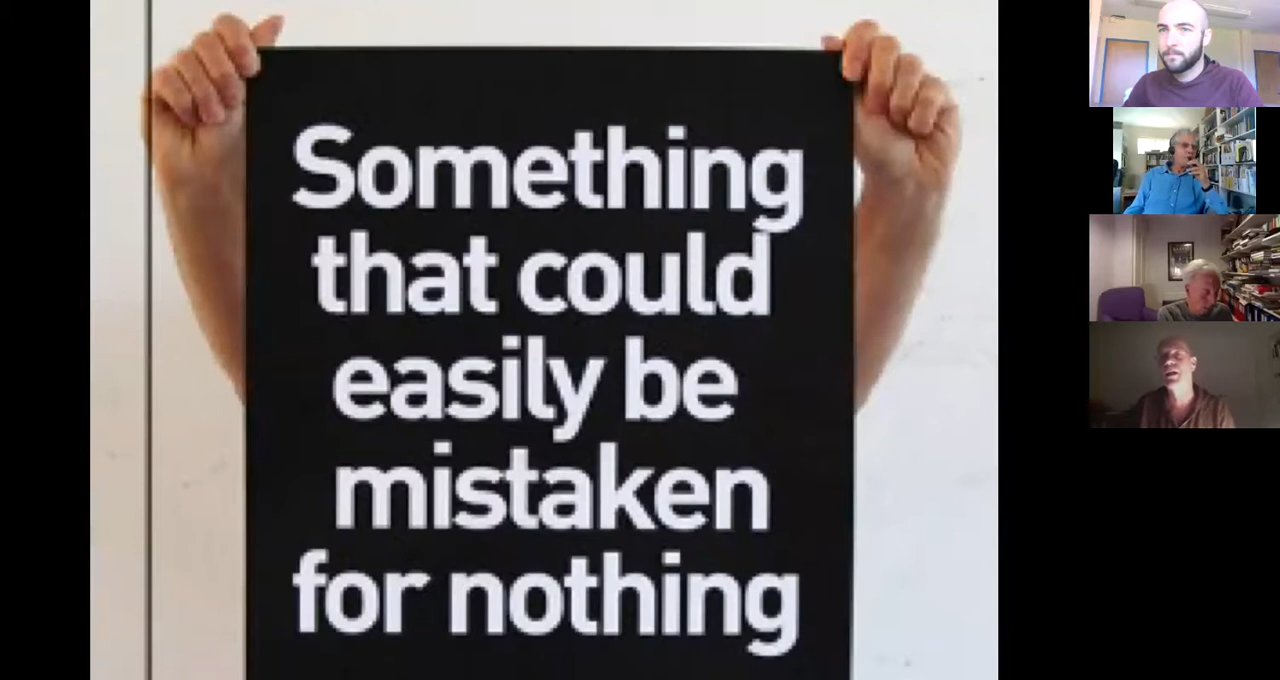 Something
that could
easily be
mistaken
for nothing